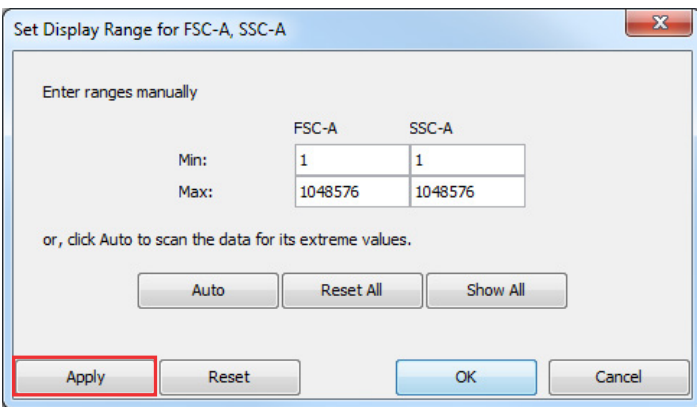 Set Display Range for FSC-A, SSC-A
Enter ranges manually
FSC-A SSC-A
Min: 1 1
Max: 1048576 1048576
or, click Auto to scan the data for its extreme values.
Auto Reset All Show All
Apply Reset OK Cancel